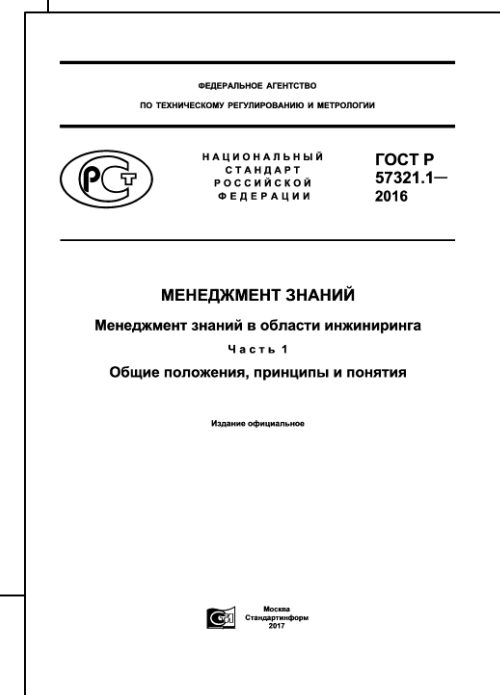 ФЕДЕРАЛЬНОЕ АГЕНТСТВО
ПО ТЕХНИЧЕСКОМУ РЕГУЛИРОВАНИЮ И МЕТРОЛОГИИ
РСТ
НАЦИОНАЛЬНЫЙ
СТАНДАРТ
РОССИЙСКОЙ
ФЕДЕРАЦИИ
ГОСТ Р
57321.1—
2016
МЕНЕДЖМЕНТ ЗНАНИЙ
Менеджмент знаний в области инжиниринга
Часть 1
Общие положения, принципы и понятия
Издание официальное
Москва
Стандартинформ
2017